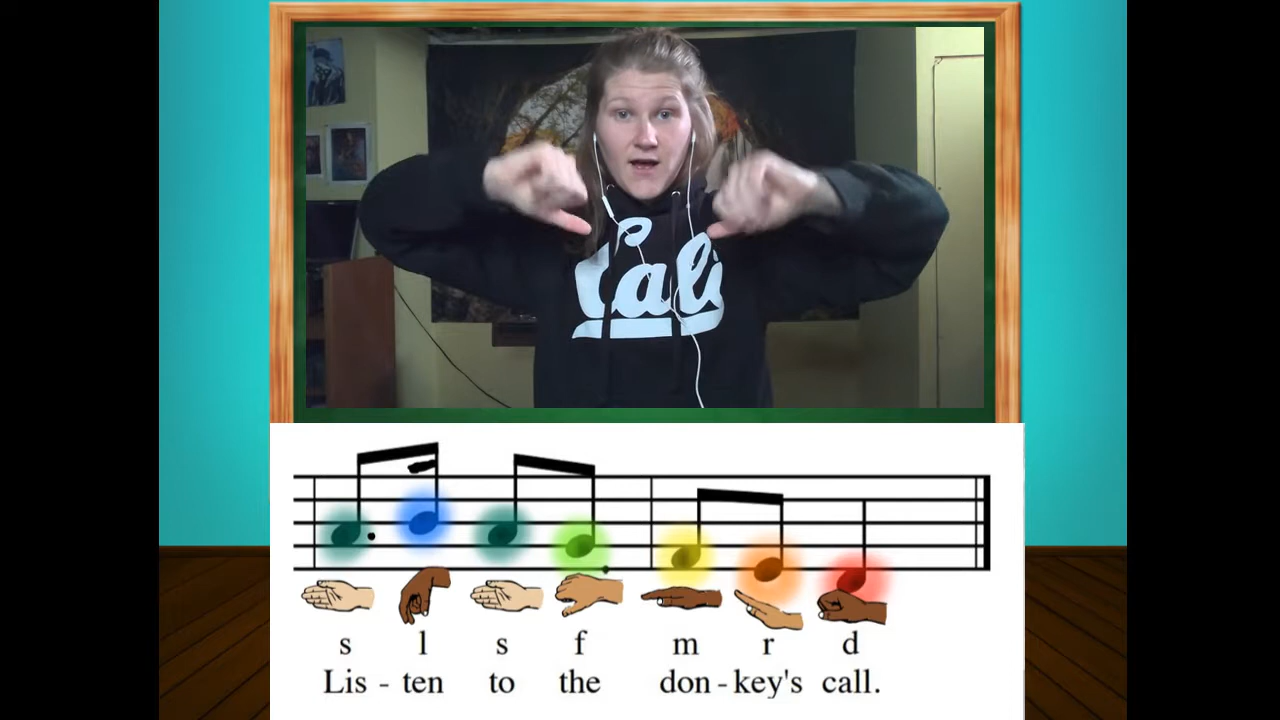 Cali
s l s f m r d
Lis - ten to the don - key's call.